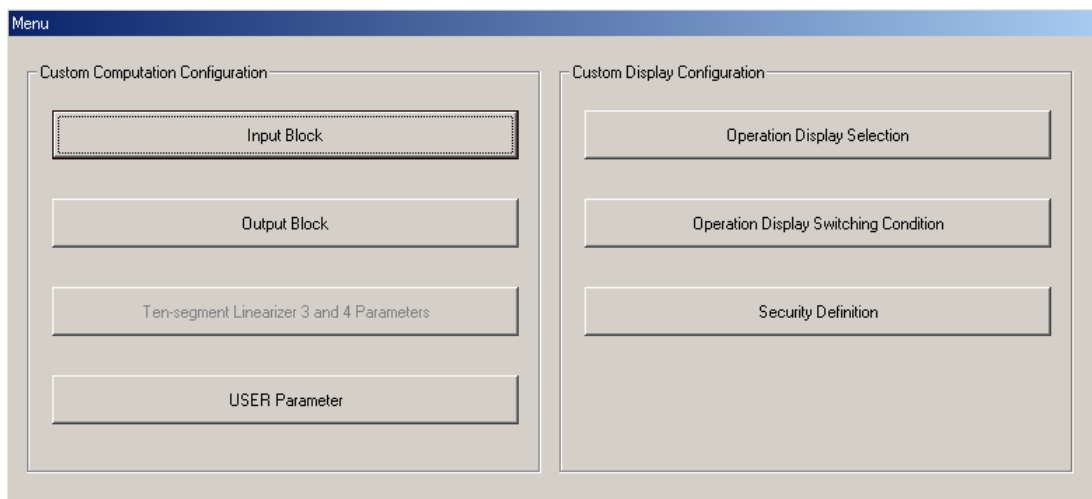 Menu
Custom Computation Configuration
Input Block
Output Block
Ten-segment Linearizer 3 and 4 Parameters
USER Parameter
Custom Display Configuration
Operation Display Selection
Operation Display Switching Condition
Security Definition